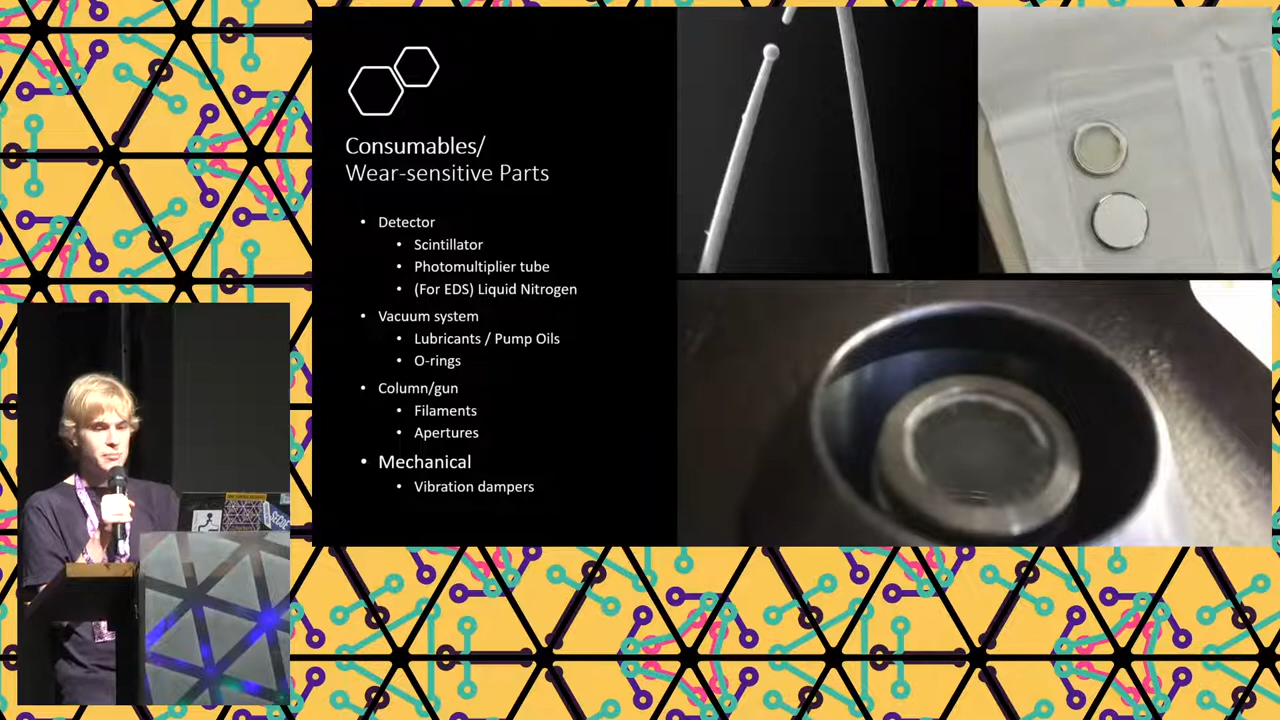 Consumables/
Wear-sensitive Parts
• Detector
• Scintillator
• Photomultiplier tube
• (For EDS) Liquid Nitrogen
• Vacuum system
• Lubricants / Pump Oils
• O-rings
• Column/gun
• Filaments
• Apertures
• Mechanical
• Vibration dampers